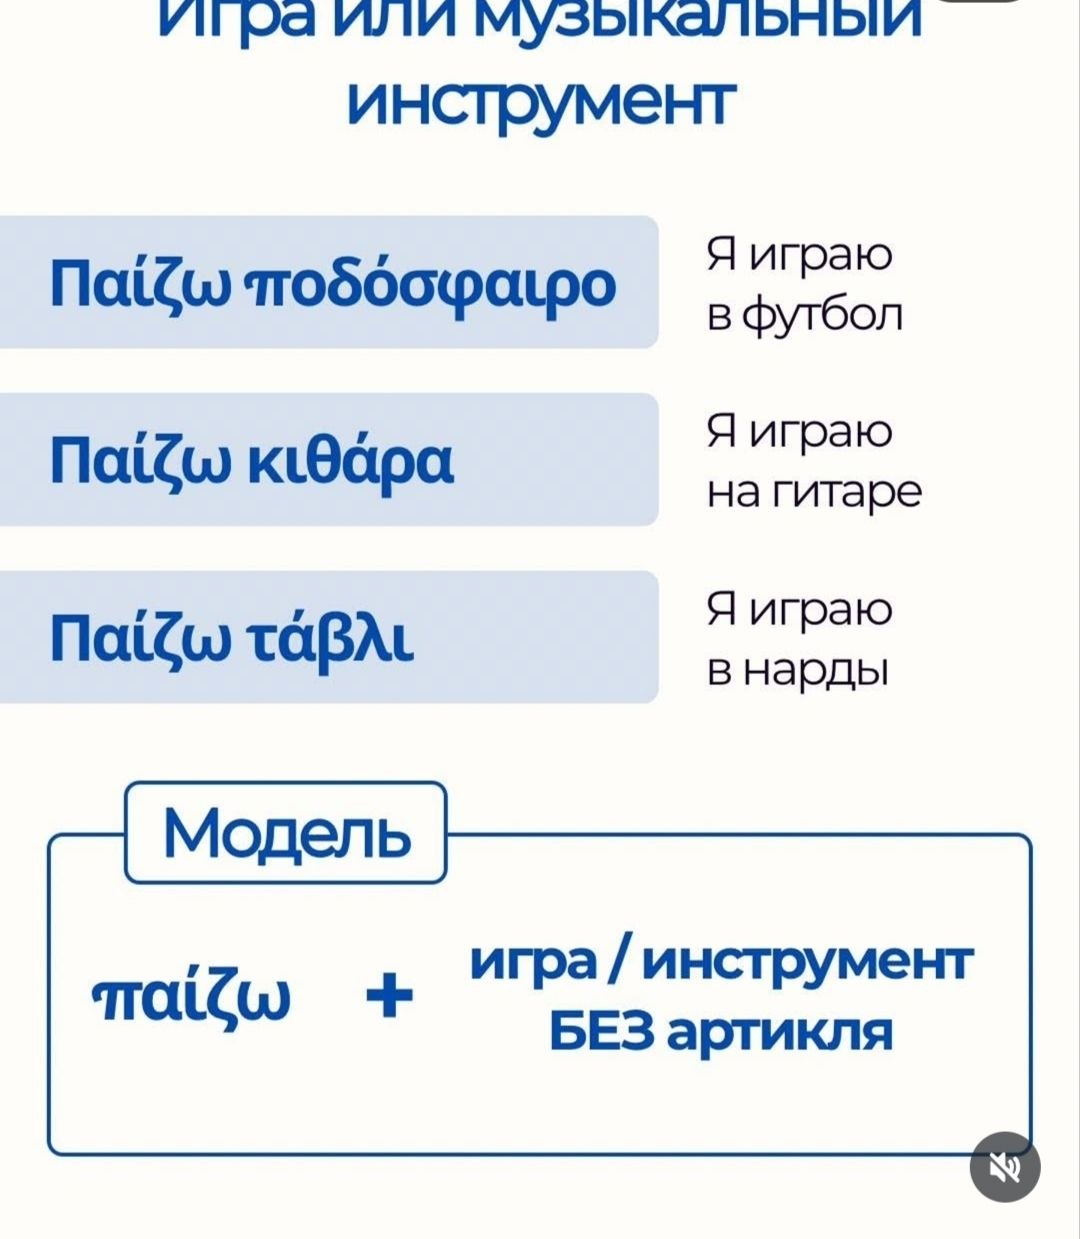 Игра или музыкальный
инструмент
Παίζω ποδόσφαιρο
Я играю
в футбол
Παίζω κιθάρα
Я играю
на гитаре
Παίζω τάβλι
Я играю
в нарды
Модель
παίζω + игра / инструмент
БЕЗ артикля